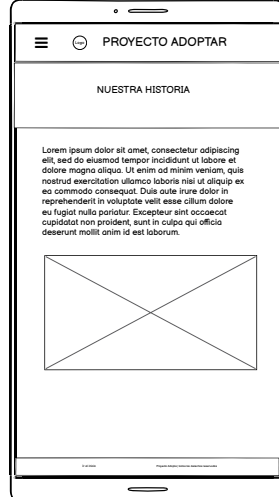 Logo
PROYECTO ADOPTAR
NUESTRA HISTORIA
Lorem ipsum dolor sit amet, consectetur adipiscing
elit, sed do eiusmod tempor incididunt ut labore et
dolore magna aliqua. Ut enim ad minim veniam, quis
nostrud exercitation ullamco laboris nisi ut aliquip ex
ea commodo consequat. Duis aute irure dolor in
reprehenderit in voluptate velit esse cillum dolore
eu fugiat nulla pariatur. Excepteur sint occaecat
cupidatat non proident, sunt in culpa qui officia
deserunt mollit anim id est laborum.